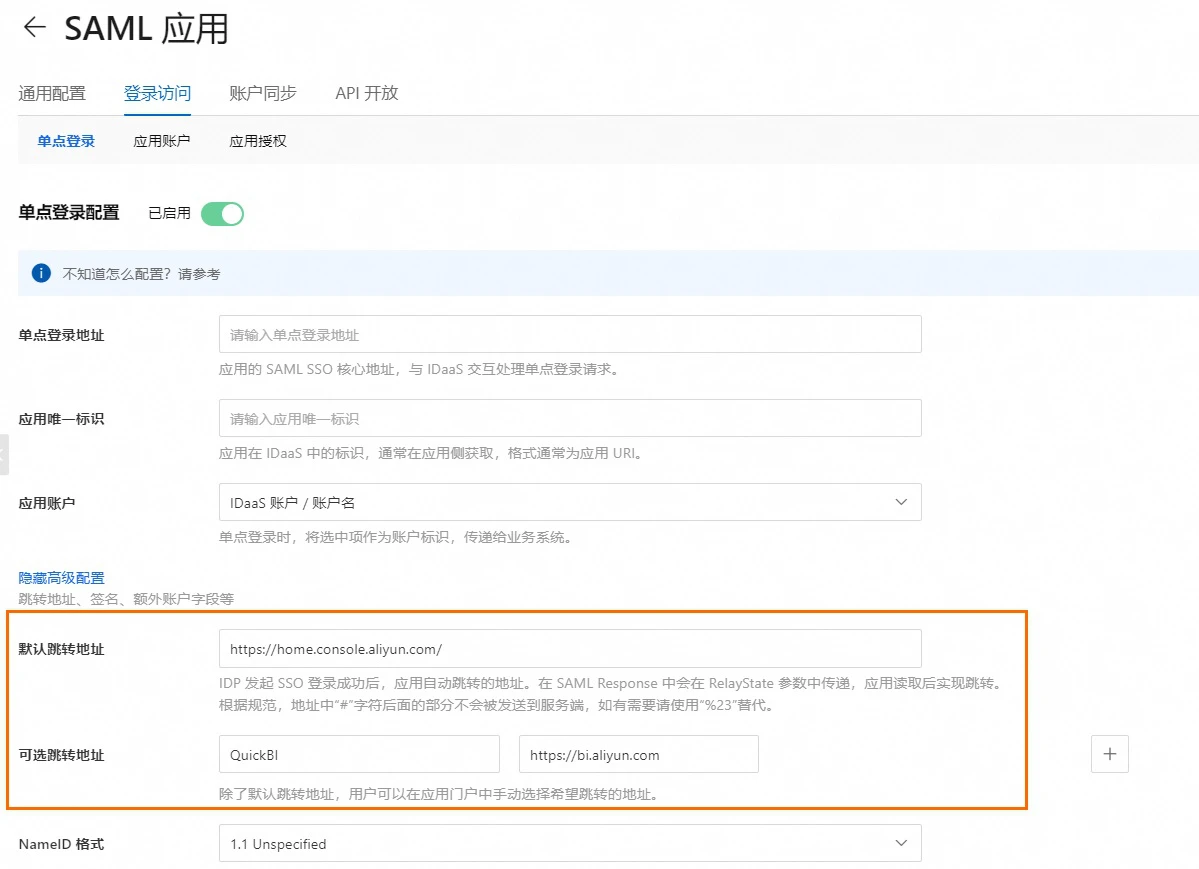 SAML 应用
通用配置 登录访问 账户同步 API 开放
单点登录 应用账户 应用授权
单点登录配置 已启用
不知道怎么配置？请参考
单点登录地址 请输入单点登录地址
应用的 SAML SSO 核心地址，与 IDaaS 交互处理单点登录请求。
应用唯一标识 请输入应用唯一标识
应用在 IDaaS 中的标识，通常在应用侧获取，格式通常为应用 URI。
应用账户 IDaaS 账户 / 账户名
单点登录时，将选中项作为账户标识，传递给业务系统。
隐藏高级配置
跳转地址、签名、额外账户字段等
默认跳转地址 https://home.console.aliyun.com/
IDP 发起 SSO 登录成功后，应用自动跳转的地址。在 SAML Response 中会在 RelayState 参数中传递，应用读取后实现跳转。
根据规范，地址中“#”字符后面的部分不会被发送到服务端，如有需要请使用“%23”替代。
可选跳转地址 QuickBI https://bi.aliyun.com
除了默认跳转地址，用户可以在应用门户中手动选择希望跳转的地址。
NameID 格式 1.1 Unspecified